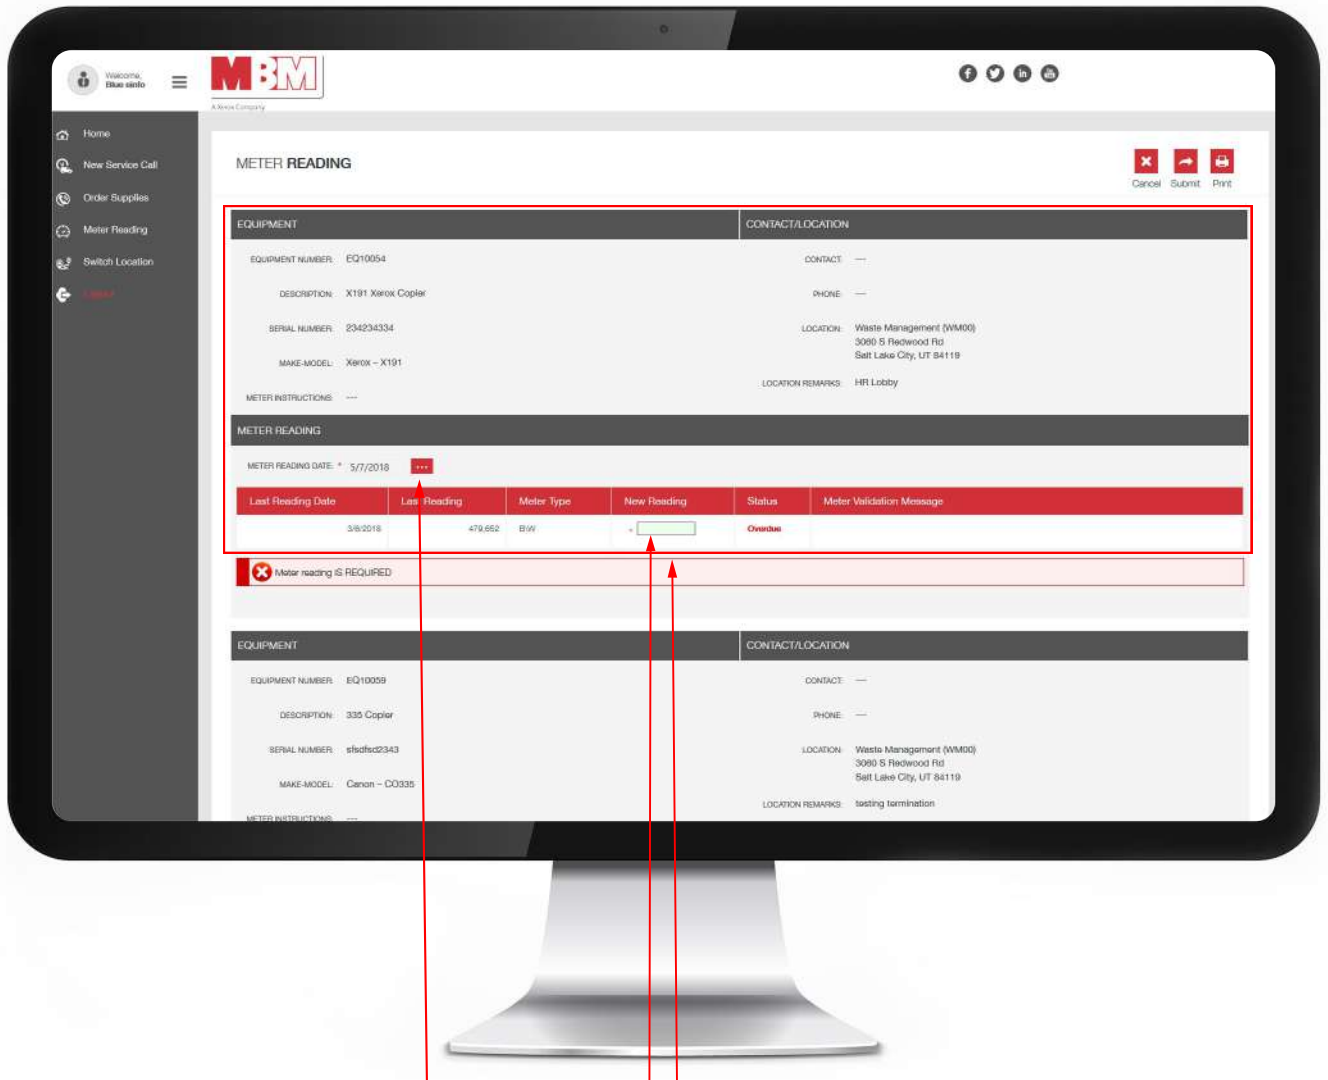 Welcome,
Blue sinfo
MBM
A Xerox Company
Home
New Service Call
Order Supplies
Meter Reading
Switch Location
Logout
METER READING
Cancel Submit Print
EQUIPMENT CONTACT/LOCATION
EQUIPMENT NUMBER: EQ10054 CONTACT: ---
DESCRIPTION: X191 Xerox Copier PHONE: ---
SERIAL NUMBER: 234234334 LOCATION: Waste Management (WM00)
3060 S Redwood Rd
Salt Lake City, UT 84119
MAKE-MODEL: Xerox – X191
LOCATION REMARKS: HR Lobby
METER INSTRUCTIONS: ---
METER READING
METER READING DATE: * 5/7/2018 ...
Last Reading Date Last Reading Meter Type New Reading Status Meter Validation Message
3/6/2018 479,652 B\W * Overdue
Meter reading IS REQUIRED
EQUIPMENT CONTACT/LOCATION
EQUIPMENT NUMBER: EQ10059 CONTACT: ---
DESCRIPTION: 335 Copier PHONE: ---
SERIAL NUMBER: sfsdfsd2343 LOCATION: Waste Management (WM00)
3060 S Redwood Rd
Salt Lake City, UT 84119
MAKE-MODEL: Canon – CO335
LOCATION REMARKS: testing termination
METER INSTRUCTIONS: ---